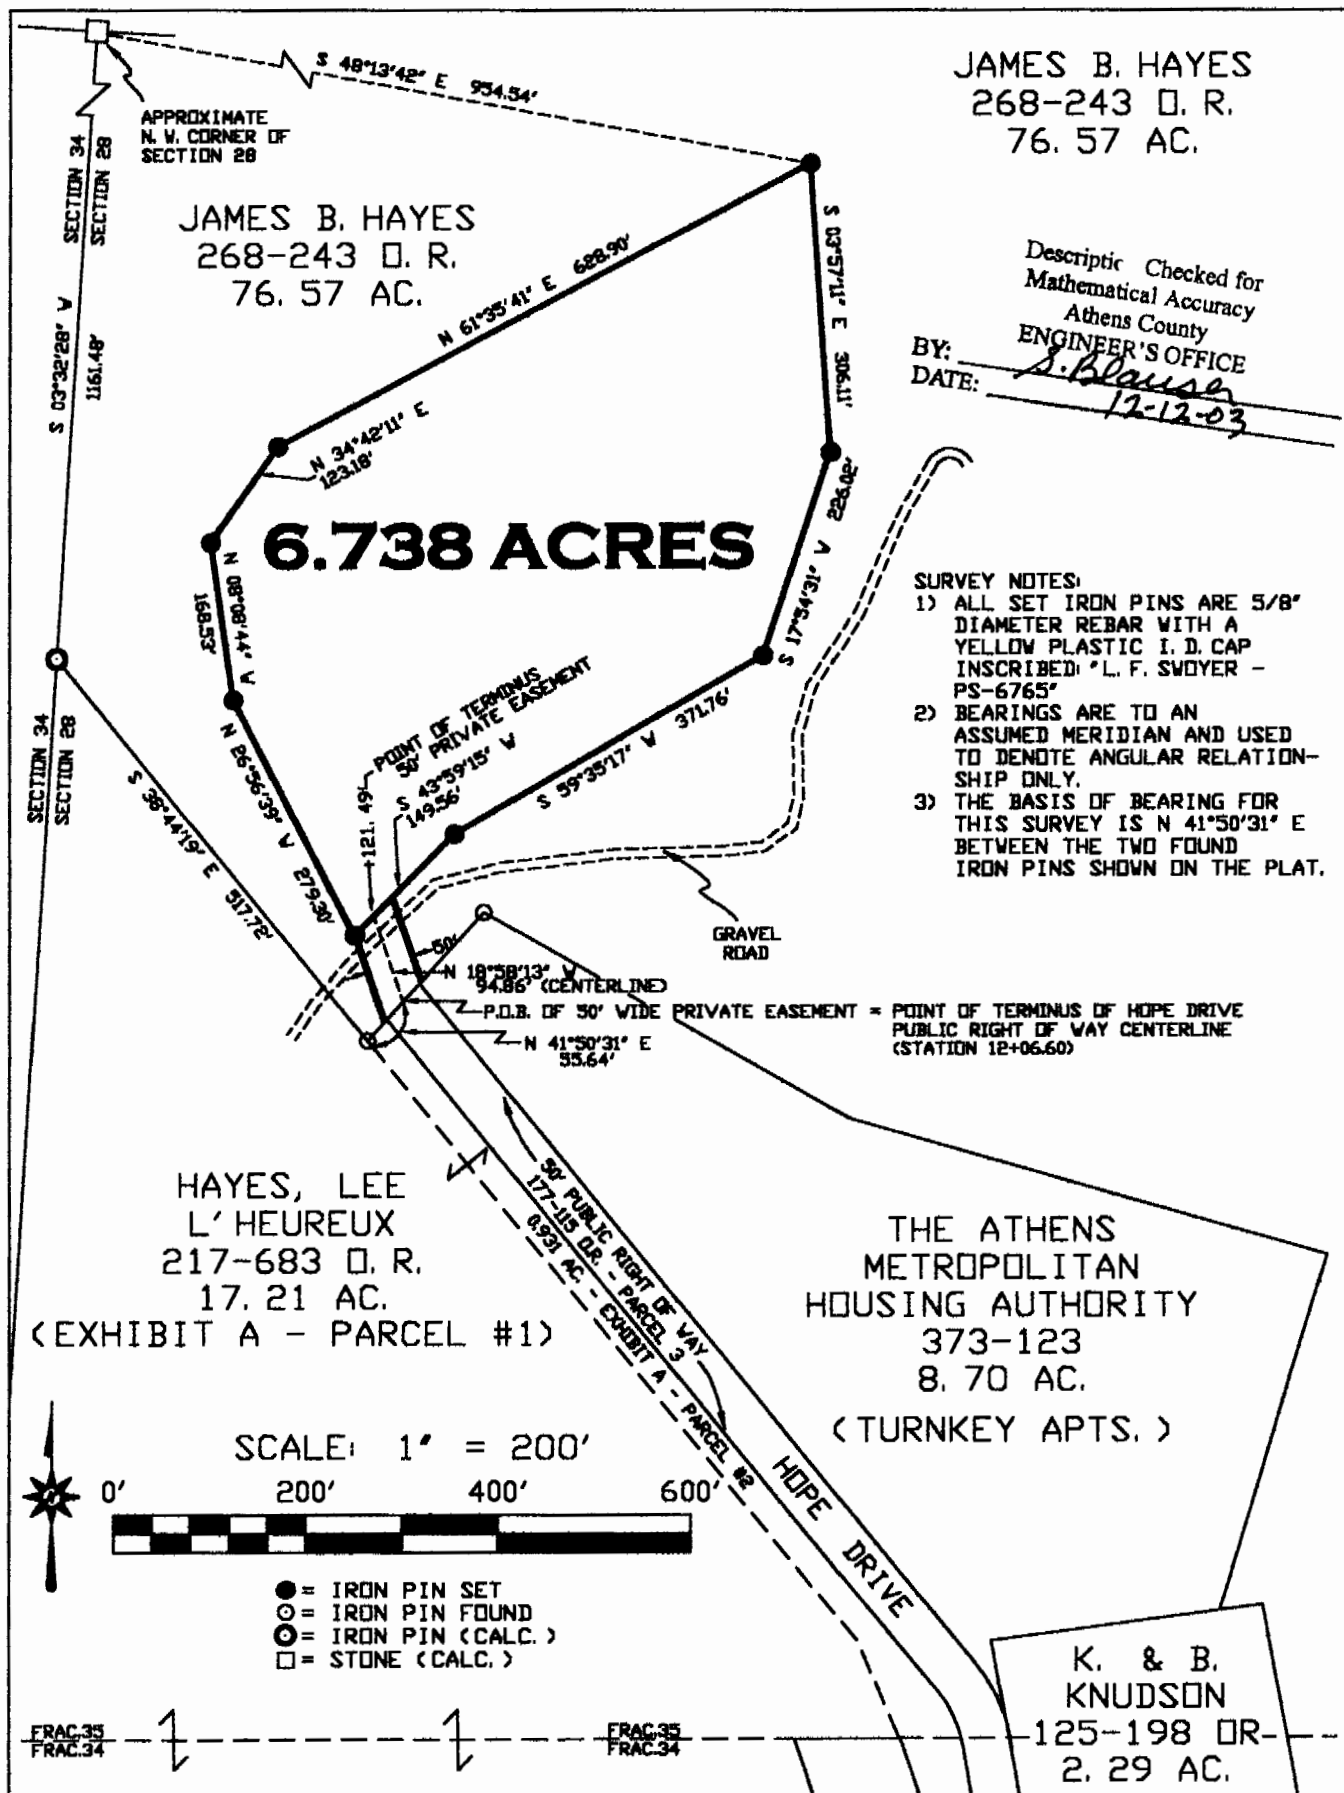 S 48°13'42" E 954.54'
JAMES B. HAYES
268-243 O. R.
76. 57 AC.
APPROXIMATE
N. W. CORNER OF
SECTION 28
SECTION 34
SECTION 28
JAMES B. HAYES
268-243 O. R.
76. 57 AC.
S 03°32'28" W
1161.48'
N 61°35'41" E 628.90'
S 03°57'11" E 306.11'
Descriptic Checked for
Mathematical Accuracy
Athens County
ENGINEER'S OFFICE
BY: S. Blauser
DATE: 12-12-03
N 34°42'11" E
123.18'
6.738 ACRES
N 08°08'44" W
168.53'
S 17°54'31" W 226.02'
SURVEY NOTES:
1) ALL SET IRON PINS ARE 5/8"
DIAMETER REBAR WITH A
YELLOW PLASTIC I. D. CAP
INSCRIBED: "L. F. SWOYER -
PS-6765"
2) BEARINGS ARE TO AN
ASSUMED MERIDIAN AND USED
TO DENOTE ANGULAR RELATION-
SHIP ONLY.
3) THE BASIS OF BEARING FOR
THIS SURVEY IS N 41°50'31" E
BETWEEN THE TWO FOUND
IRON PINS SHOWN ON THE PLAT.
SECTION 34
SECTION 28
N 26°56'39" W 279.30'
S 38°44'19" E 517.72'
+121. 49'
POINT OF TERMINUS
50' PRIVATE EASEMENT
S 43°59'15" W
149.56'
S 59°35'17" W 371.76'
GRAVEL
ROAD
50'
N 18°58'13" W
94.86' (CENTERLINE)
P.O.B. OF 50' WIDE PRIVATE EASEMENT = POINT OF TERMINUS OF HOPE DRIVE
PUBLIC RIGHT OF WAY CENTERLINE
(STATION 12+06.60)
N 41°50'31" E
55.64'
50' PUBLIC RIGHT OF WAY
177-115 O.R. - PARCEL 3
0.931 AC. - EXHIBIT A - PARCEL #2
HAYES, LEE
L' HEUREUX
217-683 O. R.
17. 21 AC.
(EXHIBIT A - PARCEL #1)
THE ATHENS
METROPOLITAN
HOUSING AUTHORITY
373-123
8. 70 AC.
(TURNKEY APTS. )
HOPE DRIVE
SCALE: 1" = 200'
0' 200' 400' 600'
= IRON PIN SET
= IRON PIN FOUND
= IRON PIN (CALC. )
= STONE (CALC. )
K. & B.
KNUDSON
125-198 OR
2. 29 AC.
FRAC.35
FRAC.34
FRAC.35
FRAC.34